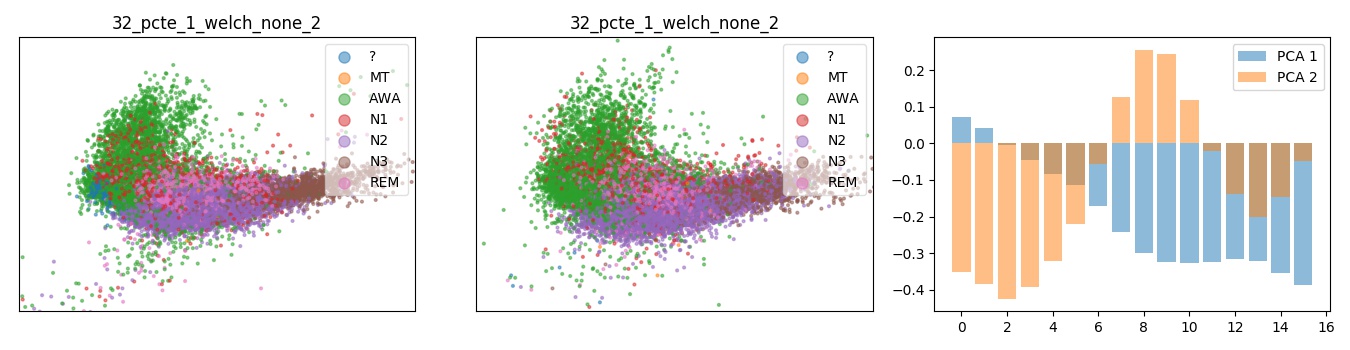 32_pcte_1_welch_none_2
?
MT
AWA
N1
N2
N3
REM
32_pcte_1_welch_none_2
?
MT
AWA
N1
N2
N3
REM
PCA 1
PCA 2
0.2
0.1
0.0
−0.1
−0.2
−0.3
−0.4
0 2 4 6 8 10 12 14 16